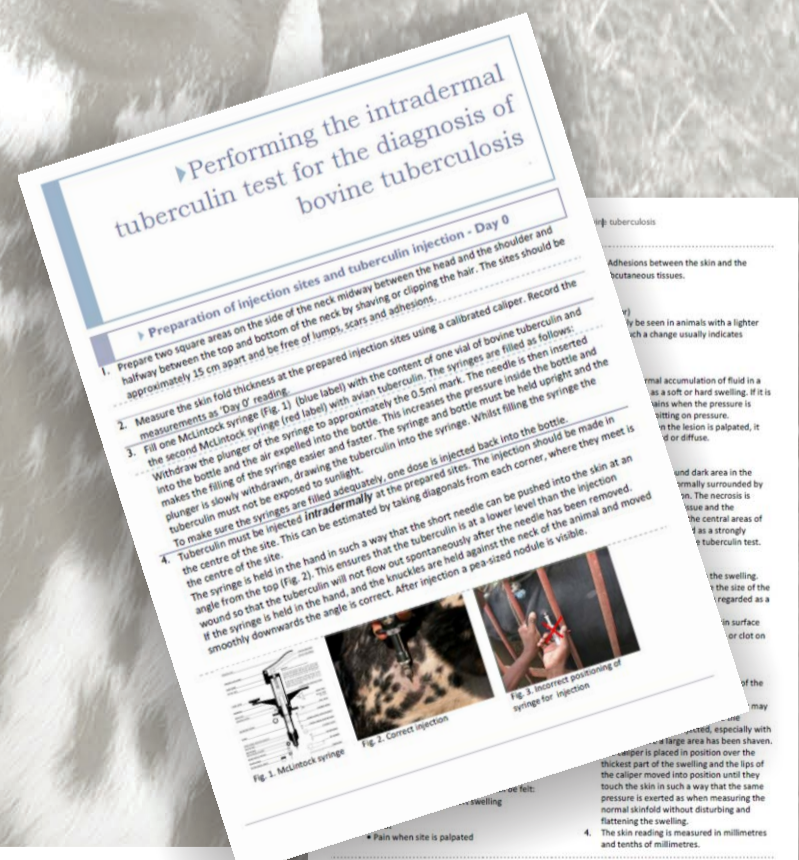 Performing the intradermal
tuberculin test for the diagnosis of
bovine tuberculosis
Preparation of injection sites and tuberculin injection - Day 0
1. Prepare two square areas on the side of the neck midway between the head and the shoulder and
halfway between the top and bottom of the neck by shaving or clipping the hair. The sites should be
approximately 15 cm apart and be free of lumps, scars and adhesions.
2. Measure the skin fold thickness at the prepared injection sites using a calibrated caliper. Record the
measurements as 'Day 0' reading.
3. Fill one McLintock syringe (Fig. 1) (blue label) with the content of one vial of bovine tuberculin and
the second McLintock syringe (red label) with avian tuberculin. The syringes are filled as follows:
Withdraw the plunger of the syringe to approximately the 0.5ml mark. The needle is then inserted
into the bottle and the air expelled into the bottle. This increases the pressure inside the bottle and
makes the filling of the syringe easier and faster. The syringe and bottle must be held upright and the
plunger is slowly withdrawn, drawing the tuberculin into the syringe. Whilst filling the syringe the
tuberculin must not be exposed to sunlight.
To make sure the syringes are filled adequately, one dose is injected back into the bottle.
4. Tuberculin must be injected intradermally at the prepared sites. The injection should be made in
the centre of the site. This can be estimated by taking diagonals from each corner, where they meet is
the centre of the site.
The syringe is held in the hand in such a way that the short needle can be pushed into the skin at an
angle from the top (Fig. 2). This ensures that the tuberculin is at a lower level than the injection
wound so that the tuberculin will not flow out spontaneously after the needle has been removed.
If the syringe is held in the hand, and the knuckles are held against the neck of the animal and moved
smoothly downwards the angle is correct. After injection a pea-sized nodule is visible.
Fig. 1. McLintock syringe
Fig. 2. Correct injection
Fig. 3. Incorrect positioning of
syringe for injection
tuberculosis
Adhesions between the skin and the
tissues.
be seen in animals with a lighter
a change usually indicates
accumulation of fluid in a
as a soft or hard swelling. If it is
when the pressure is
on pressure.
the lesion is palpated, it
or diffuse.
dark area in the
surrounded by
The necrosis is
and the
the central areas of
as a strongly
tuberculin test.
the swelling.
the size of the
regarded as a
in surface
or clot on
of the
may
the
especially with
a large area has been shaven.
is placed in position over the
thickest part of the swelling and the lips of
the caliper moved into position until they
touch the skin in such a way that the same
pressure is exerted as when measuring the
normal skinfold without disturbing and
flattening the swelling.
4. The skin reading is measured in millimetres
and tenths of millimetres.
be felt:
swelling
• Pain when site is palpated